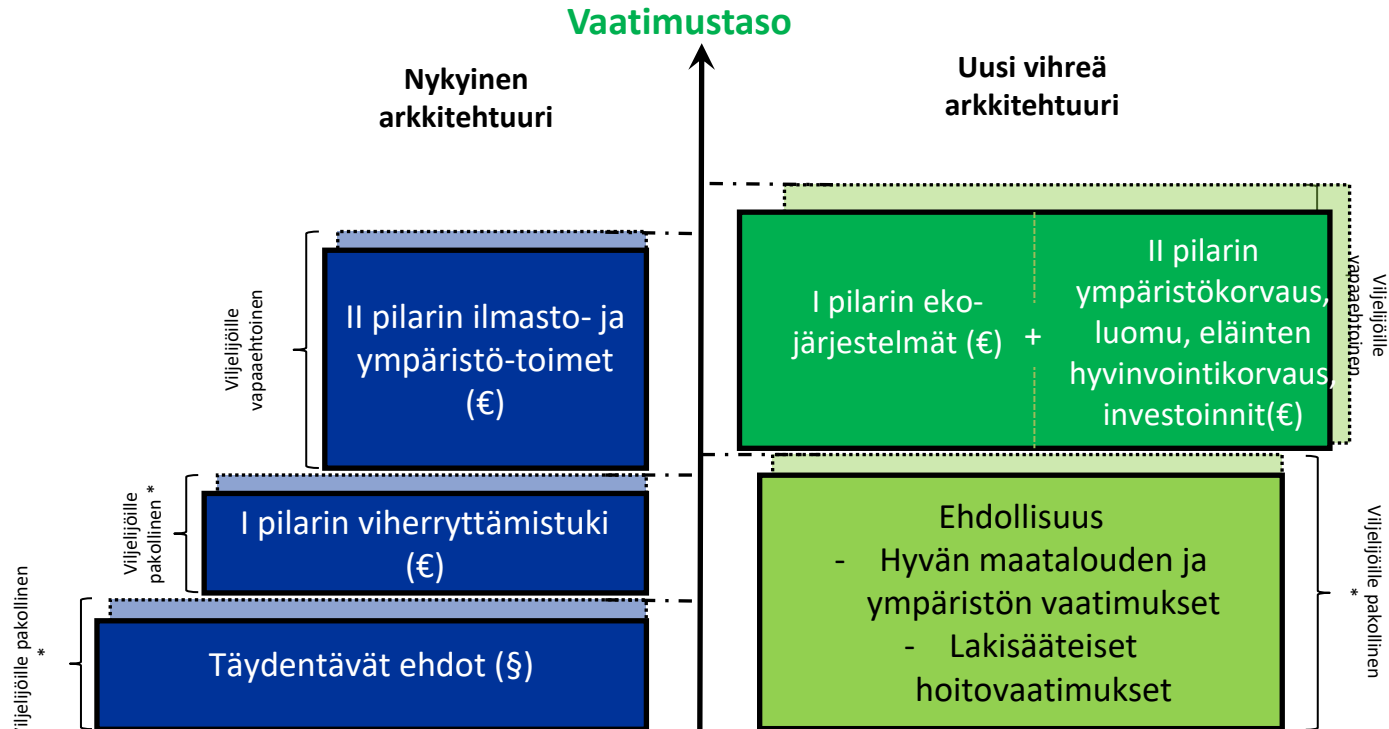 Vaatimustaso
Nykyinen
arkkitehtuuri
Uusi vihreä
arkkitehtuuri
Viljelijöille
vapaaehtoinen
II pilarin ilmasto- ja
ympäristö-toimet
(€)
Viljelijöille
pakollinen *
I pilarin viherryttämistuki
(€)
Viljelijöille pakollinen
*
Täydentävät ehdot (§)
I pilarin eko-
järjestelmät (€)
+
II pilarin
ympäristökorvaus,
luomu, eläinten
hyvinvointikorvaus,
investoinnit(€)
Viljelijöille
vapaaehtoinen
Ehdollisuus
- Hyvän maatalouden ja
ympäristön vaatimukset
- Lakisääteiset
hoitovaatimukset
Viljelijöille pakollinen
*